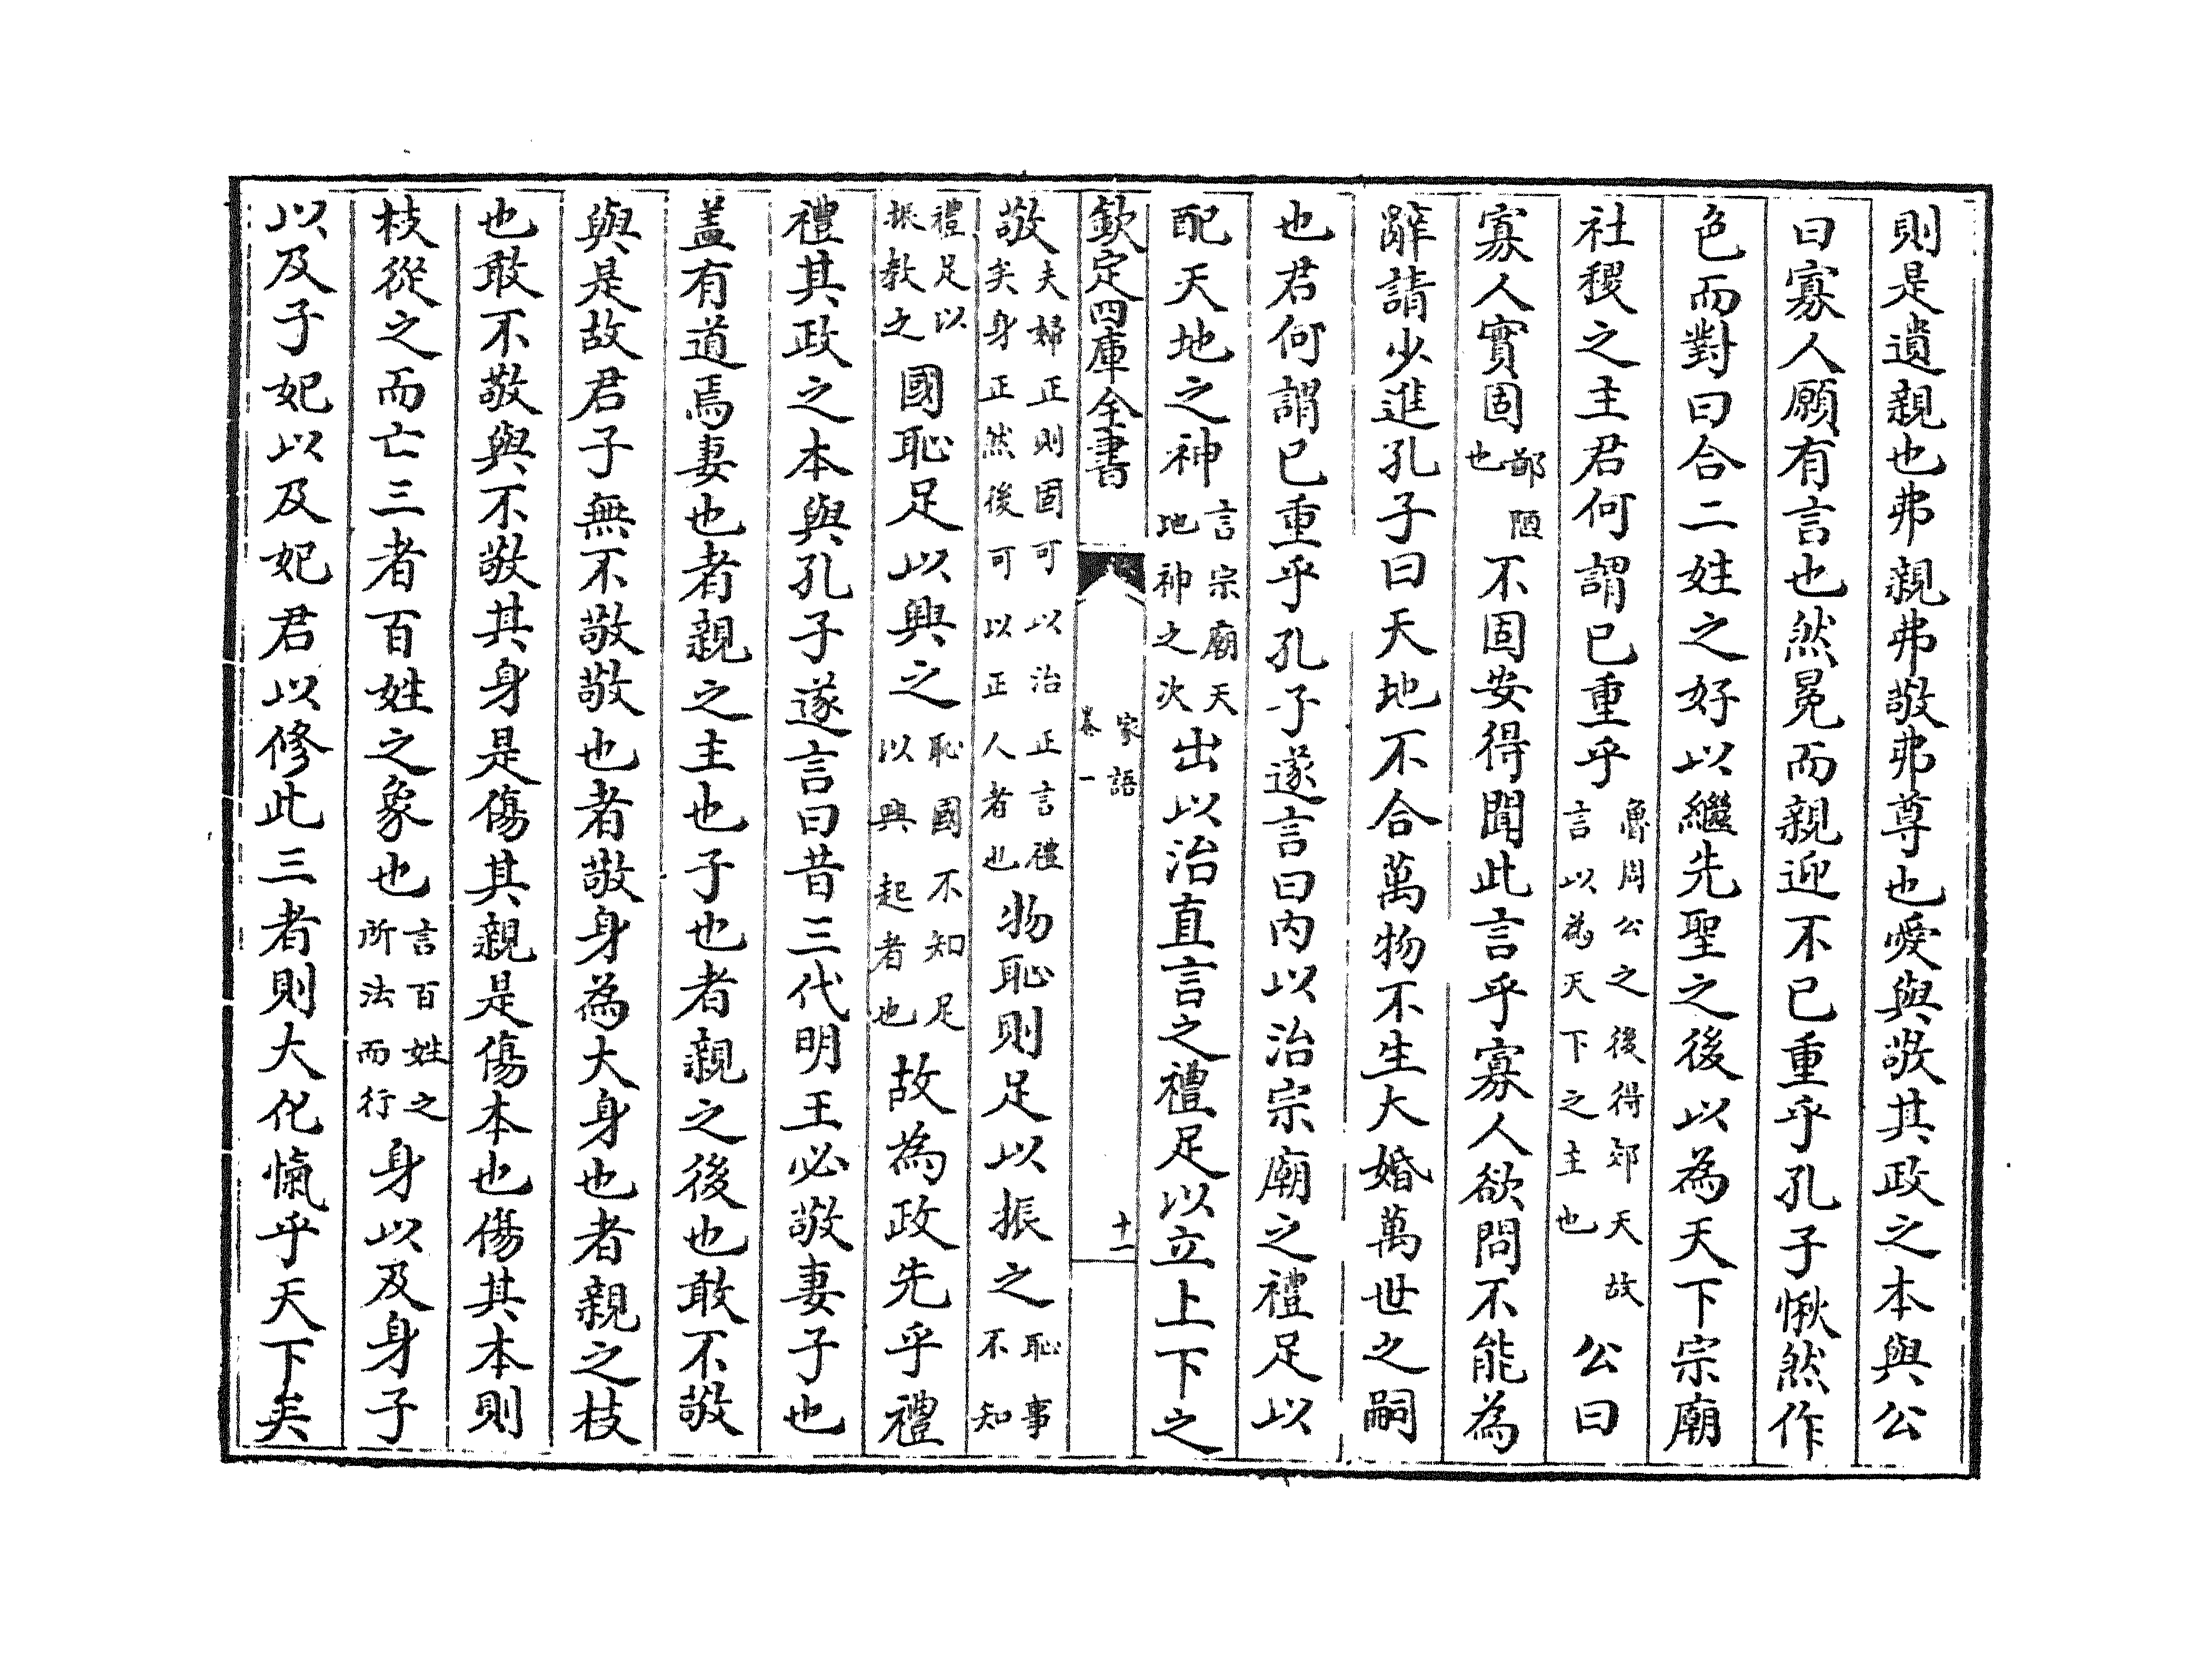 則是遺親也弗親弗敬弗尊也愛與敬其政之本與公
曰寡人願有言也然冕而親迎不已重乎孔子愀然作
色而對曰合二姓之好以繼先聖之後以為天下宗廟
社稷之主君何謂已重乎魯周公之後得郊天故言以為天下之主也公曰
寡人實固鄙陋也不固安得聞此言乎寡人欲問不能為
辭請少進孔子曰天地不合萬物不生大婚萬世之嗣
也君何謂已重乎孔子遂言曰内以治宗廟之禮足以
配天地之神言宗廟天地神之次出以治直言之禮足以立上下之
欽定四庫全書 家語卷一 十一
敬夫婦正則固可以治正言禮矣身正然後可以正人者也物恥則足以振之恥事不知
禮足以振教之國恥足以興之恥國不知足以興起者也故為政先乎禮
禮其政之本與孔子遂言曰昔三代明王必敬妻子也
盖有道焉妻也者親之主也子也者親之後也敢不敬
與是故君子無不敬敬也者敬身為大身也者親之枝
也敢不敬與不敬其身是傷其親是傷本也傷其本則
枝從之而亡三者百姓之象也言百姓之所法而行身以及身子
以及子妃以及妃君以修此三者則大化愾乎天下矣